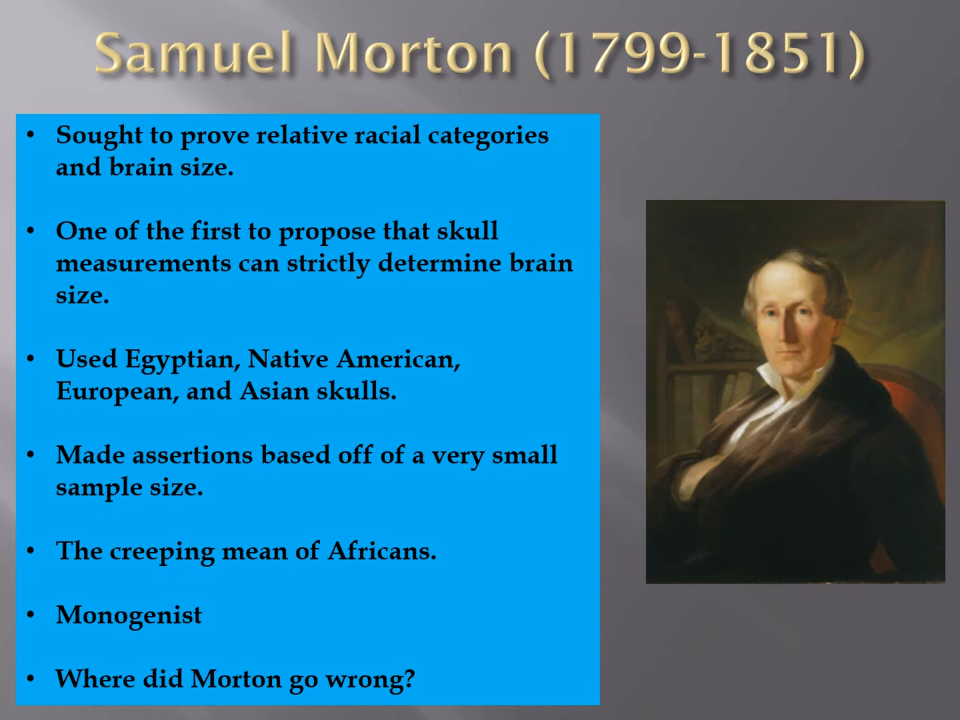 Samuel Morton (1799-1851)
• Sought to prove relative racial categories
and brain size.
• One of the first to propose that skull
measurements can strictly determine brain
size.
• Used Egyptian, Native American,
European, and Asian skulls.
• Made assertions based off of a very small
sample size.
• The creeping mean of Africans.
• Monogenist
• Where did Morton go wrong?